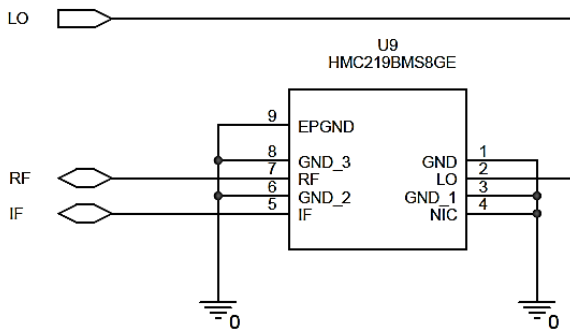 LO
U9
HMC219BMS8GE
9 EPGND
8 GND_3 GND 1
RF 7 RF LO 2
6 GND_2 GND_1 3
IF 5 IF NIC 4
0 0